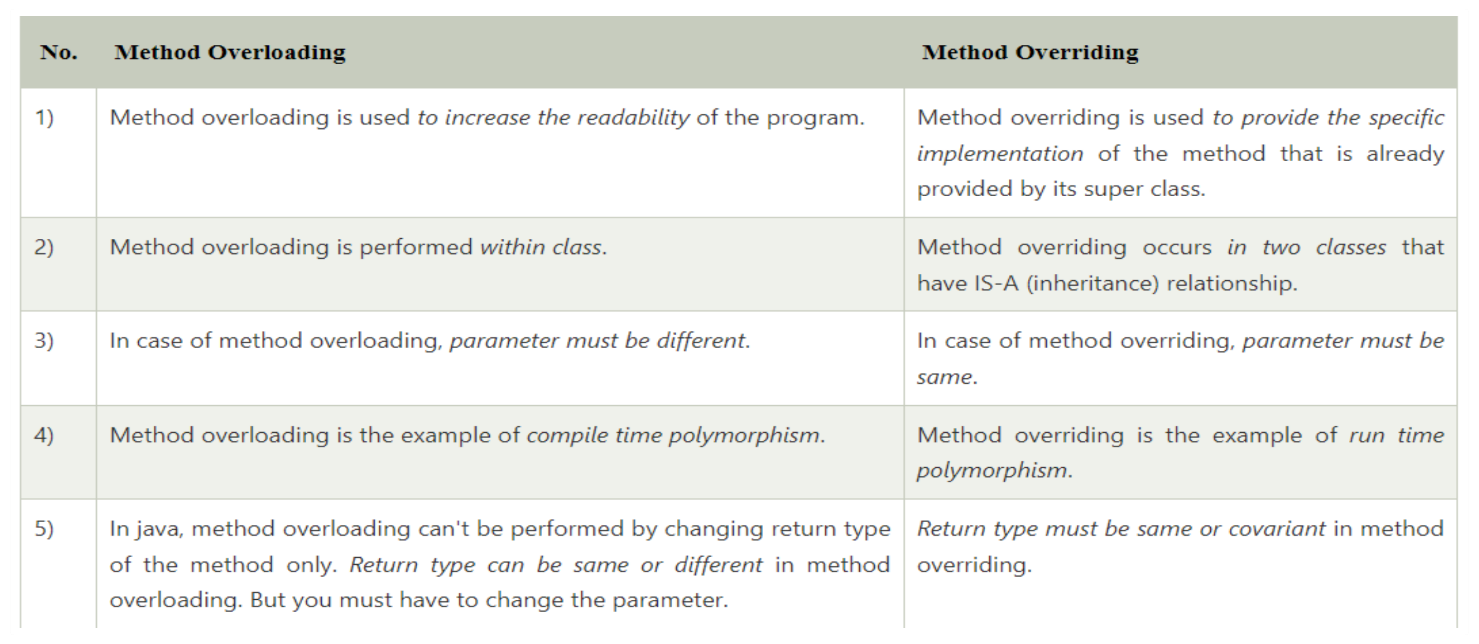 No. Method Overloading Method Overriding
1) Method overloading is used to increase the readability of the program.
Method overriding is used to provide the specific
implementation of the method that is already
provided by its super class.
2) Method overloading is performed within class.
Method overriding occurs in two classes that
have IS-A (inheritance) relationship.
3) In case of method overloading, parameter must be different.
In case of method overriding, parameter must be
same.
4) Method overloading is the example of compile time polymorphism.
Method overriding is the example of run time
polymorphism.
5) In java, method overloading can't be performed by changing return type
of the method only. Return type can be same or different in method
overloading. But you must have to change the parameter.
Return type must be same or covariant in method
overriding.